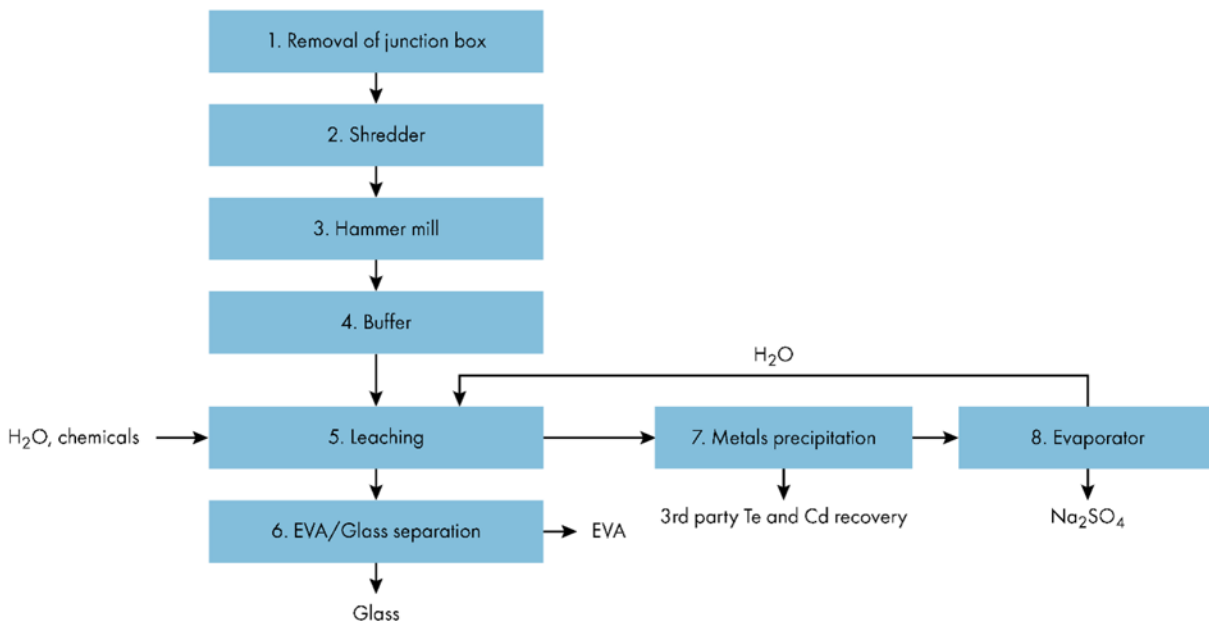 1. Removal of junction box
2. Shredder
3. Hammer mill
4. Buffer
H₂O
H₂O, chemicals
5. Leaching
7. Metals precipitation
8. Evaporator
6. EVA/Glass separation
EVA
3rd party Te and Cd recovery
Na₂SO₄
Glass